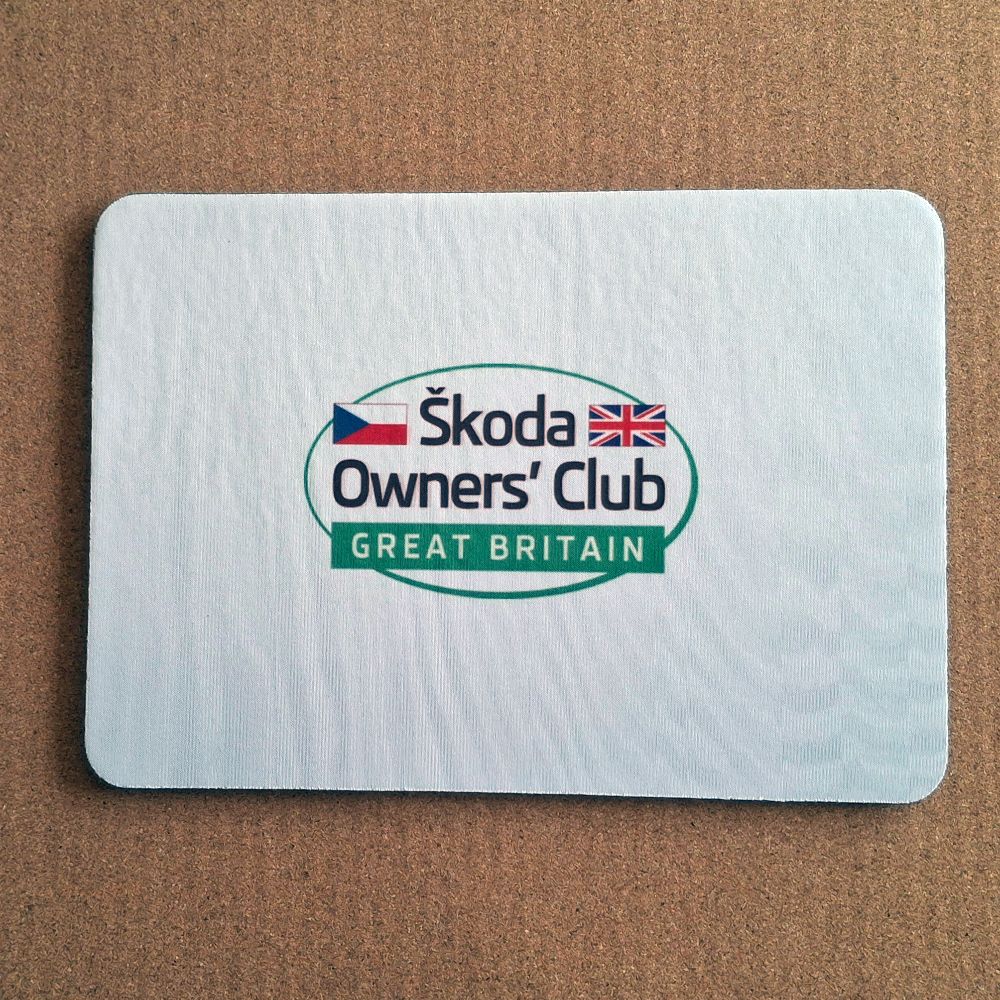 Škoda
Owners’ Club
GREAT BRITAIN